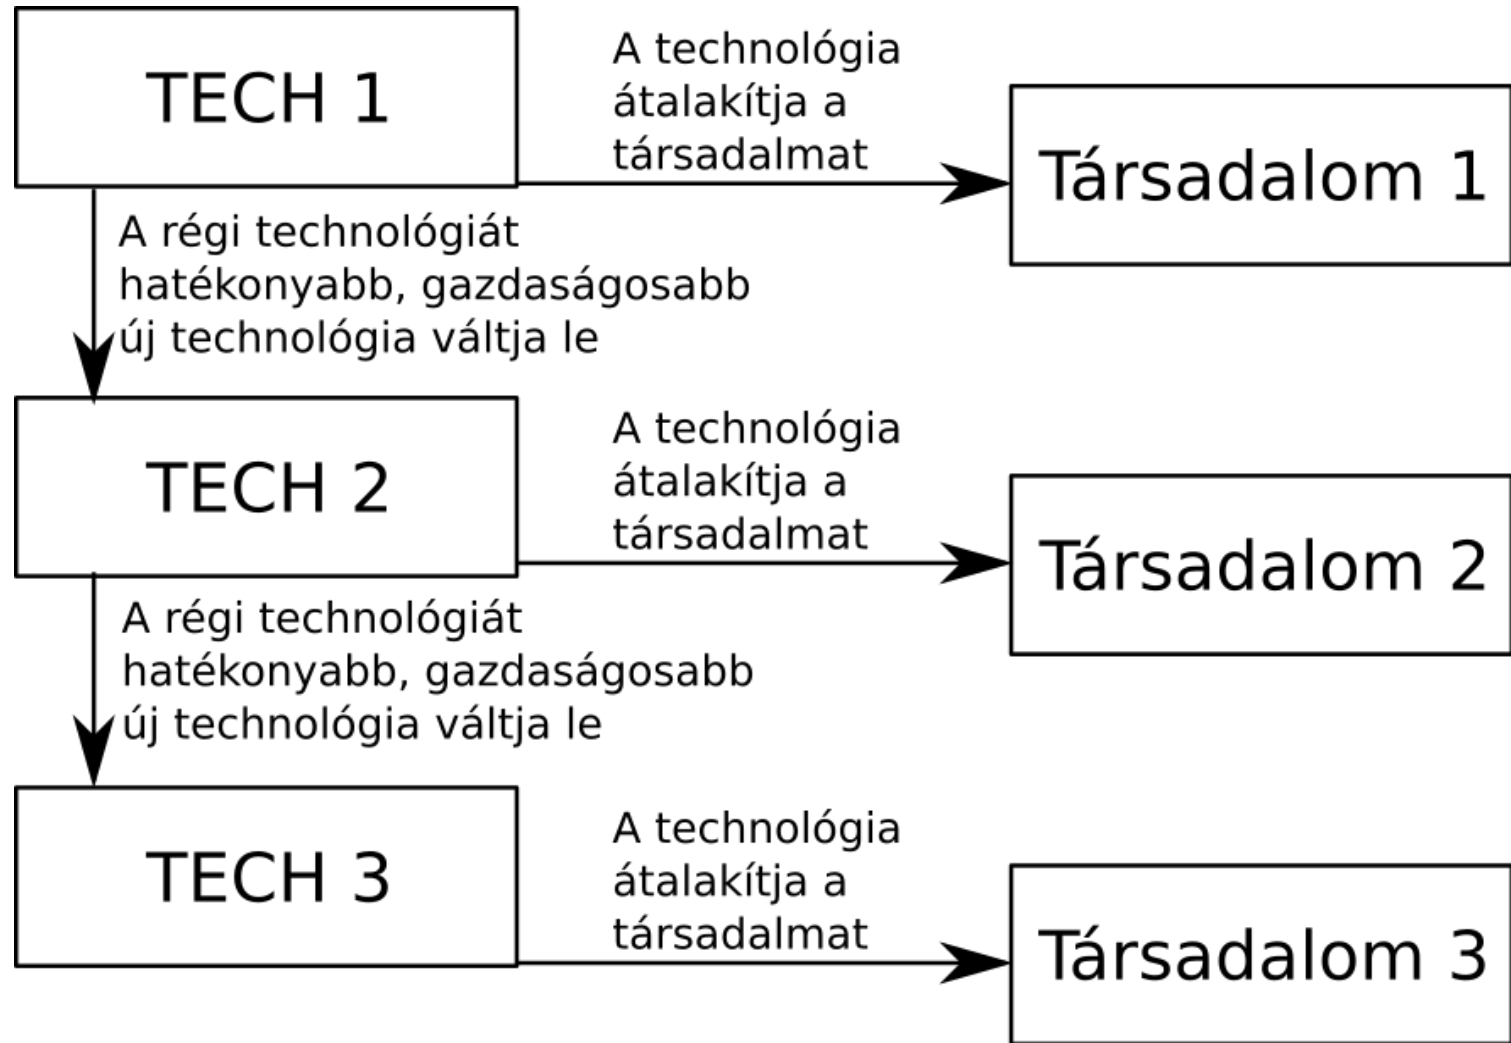 TECH 1
A technológia
átalakítja a
társadalmat
Társadalom 1
A régi technológiát
hatékonyabb, gazdaságosabb
új technológia váltja le
TECH 2
A technológia
átalakítja a
társadalmat
Társadalom 2
A régi technológiát
hatékonyabb, gazdaságosabb
új technológia váltja le
TECH 3
A technológia
átalakítja a
társadalmat
Társadalom 3